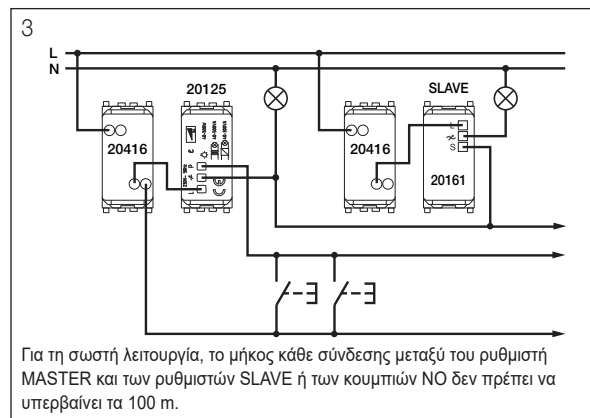 3
L
N
20125
SLAVE
20416
P
L
20416
L
S
20161
Για τη σωστή λειτουργία, το μήκος κάθε σύνδεσης μεταξύ του ρυθμιστή
MASTER και των ρυθμιστών SLAVE ή των κουμπιών NO δεν πρέπει να
υπερβαίνει τα 100 m.